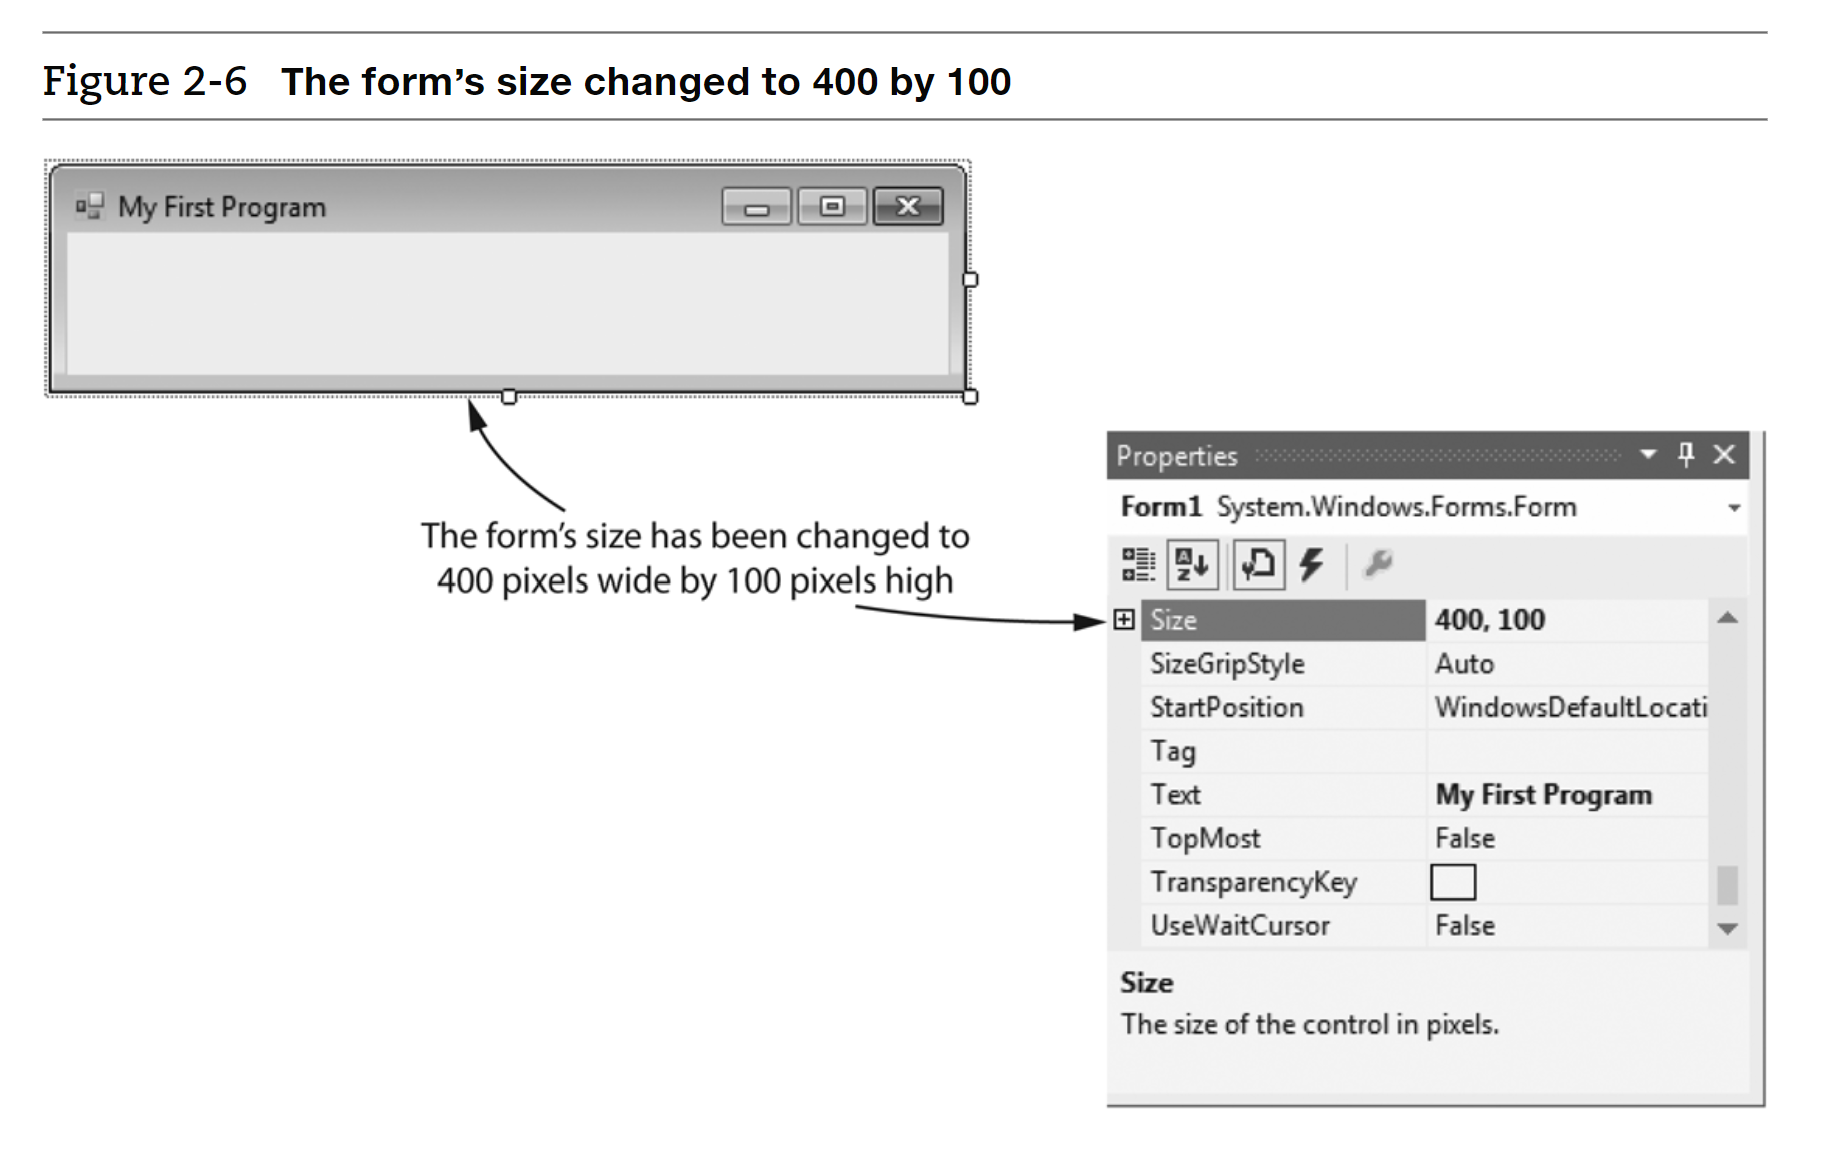 Figure 2-6 The form’s size changed to 400 by 100
My First Program
The form’s size has been changed to
400 pixels wide by 100 pixels high
Properties
Form1 System.Windows.Forms.Form
Size 400, 100
SizeGripStyle Auto
StartPosition WindowsDefaultLocati
Tag
Text My First Program
TopMost False
TransparencyKey
UseWaitCursor False
Size
The size of the control in pixels.